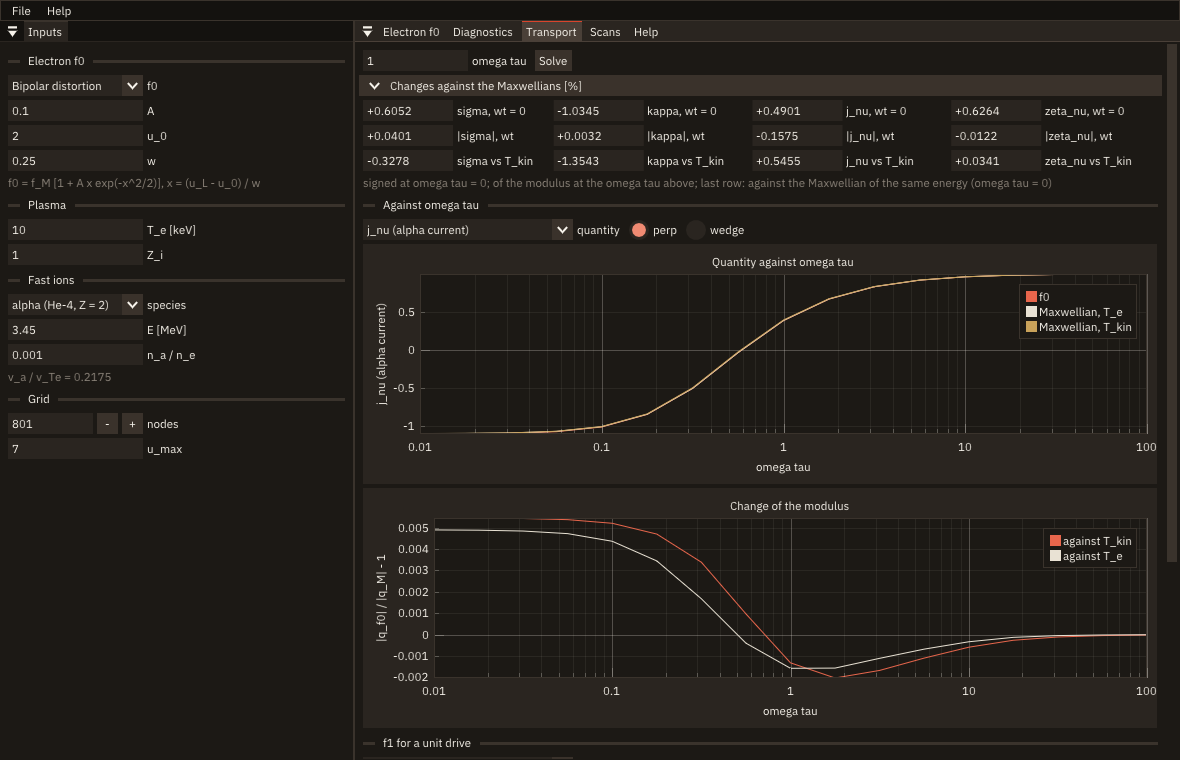 File Help
Inputs
Electron f0
Bipolar distortion f0
0.1 A
2 u_0
0.25 w
f0 = f_M [1 + A x exp(-x^2/2)], x = (u_L - u_0) / w
Plasma
10 T_e [keV]
1 Z_i
Fast ions
alpha (He-4, Z = 2) species
3.45 E [MeV]
0.001 n_a / n_e
v_a / v_Te = 0.2175
Grid
801 - + nodes
7 u_max
Electron f0 Diagnostics Transport Scans Help
1 omega tau Solve
Changes against the Maxwellians [%]
+0.6052 sigma, wt = 0 -1.0345 kappa, wt = 0 +0.4901 j_nu, wt = 0 +0.6264 zeta_nu, wt = 0
+0.0401 |sigma|, wt +0.0032 |kappa|, wt -0.1575 |j_nu|, wt -0.0122 |zeta_nu|, wt
-0.3278 sigma vs T_kin -1.3543 kappa vs T_kin +0.5455 j_nu vs T_kin +0.0341 zeta_nu vs T_kin
signed at omega tau = 0; of the modulus at the omega tau above; last row: against the Maxwellian of the same energy (omega tau = 0)
Against omega tau
j_nu (alpha current) quantity perp wedge
Quantity against omega tau
j_nu (alpha current)
0.5
0
-0.5
-1
f0
Maxwellian, T_e
Maxwellian, T_kin
0.01 0.1 1 10 100
omega tau
Change of the modulus
|q_f0| / |q_M| - 1
0.005
0.004
0.003
0.002
0.001
0
-0.001
-0.002
against T_kin
against T_e
0.01 0.1 1 10 100
omega tau
f1 for a unit drive